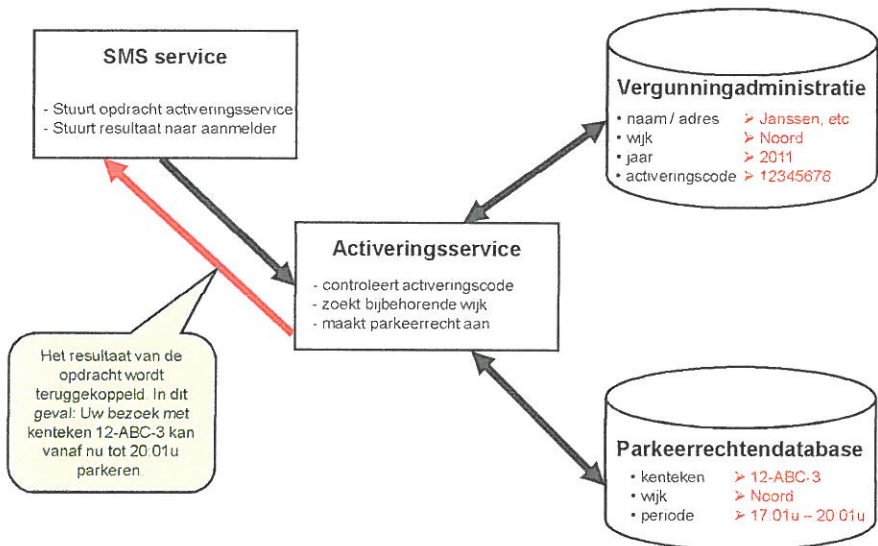 SMS service
- Stuurt opdracht activeringsservice
- Stuurt resultaat naar aanmelder
Vergunningadministratie
• naam / adres ➢ Janssen, etc
• wijk ➢ Noord
• jaar ➢ 2011
• activeringscode ➢ 12345678
Activeringsservice
- controleert activeringscode
- zoekt bijbehorende wijk
- maakt parkeerrecht aan
Het resultaat van de
opdracht wordt
teruggekoppeld. In dit
geval: Uw bezoek met
kenteken 12-ABC-3 kan
vanaf nu tot 20:01u
parkeren.
Parkeerrechtendatabase
• kenteken ➢ 12-ABC-3
• wijk ➢ Noord
• periode ➢ 17:01u – 20:01u